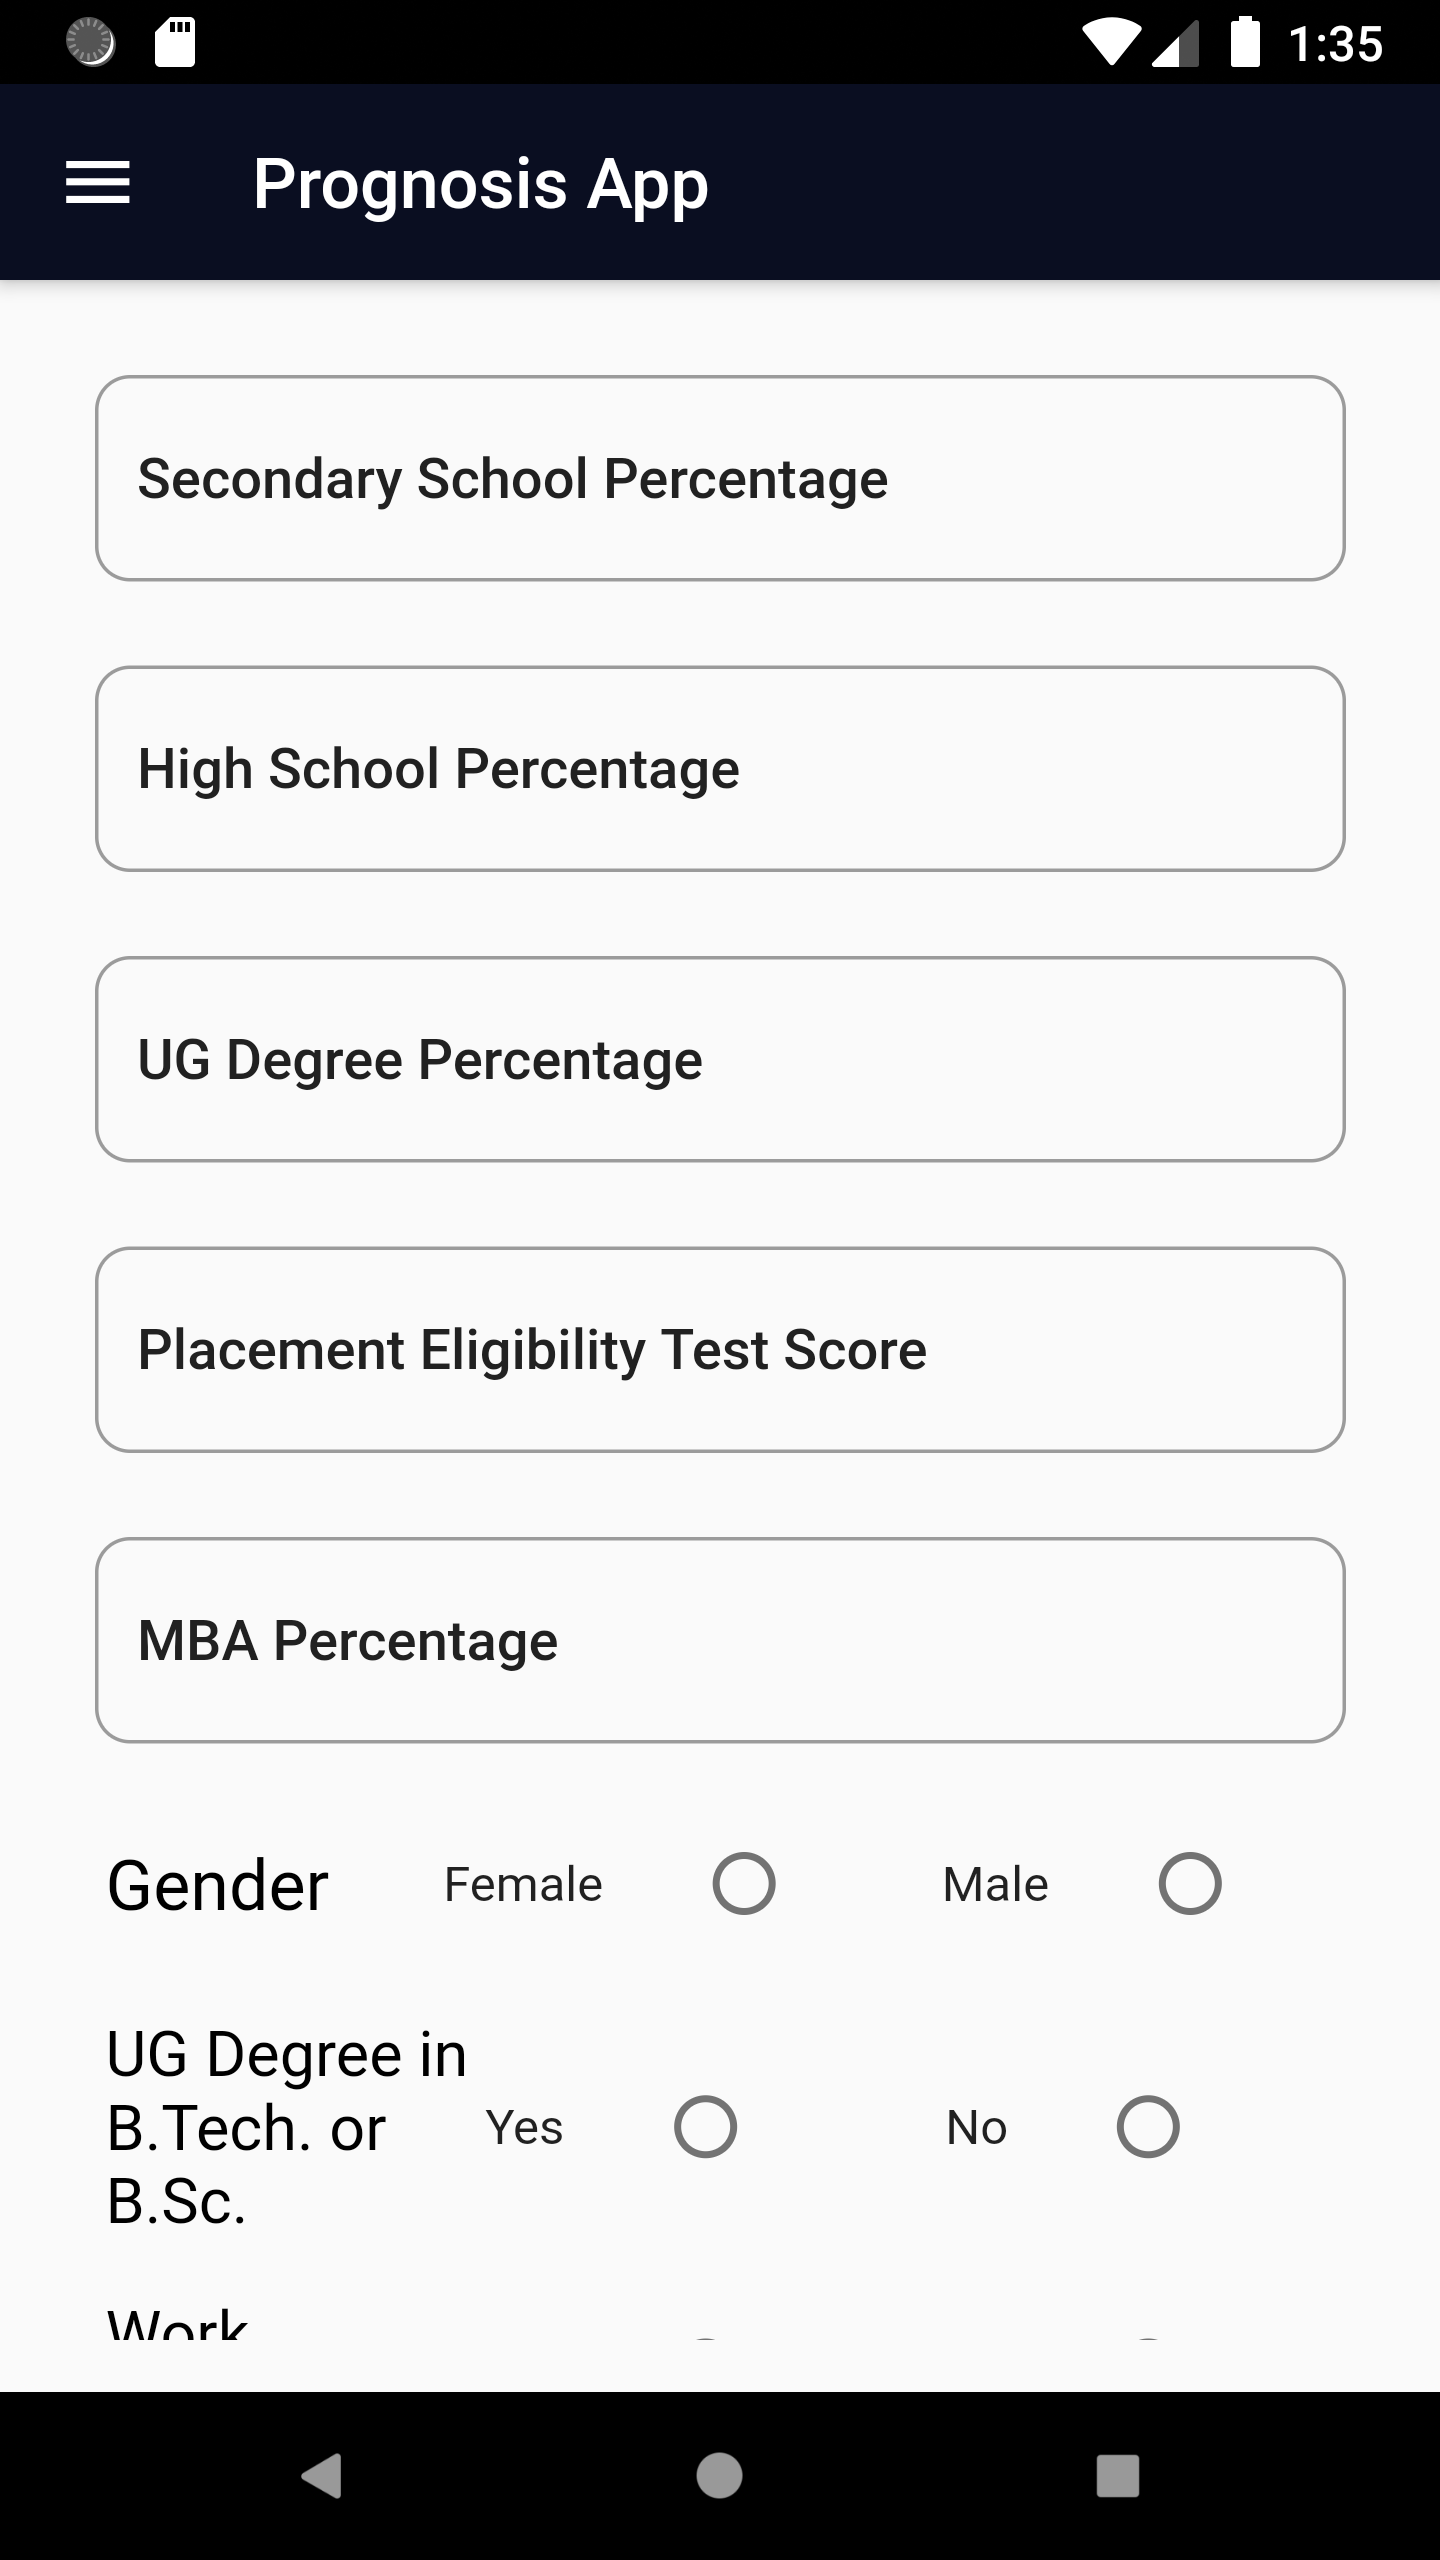 1:35
Prognosis App
Secondary School Percentage
High School Percentage
UG Degree Percentage
Placement Eligibility Test Score
MBA Percentage
Gender Female Male
UG Degree in
B.Tech. or Yes No
B.Sc.
Work